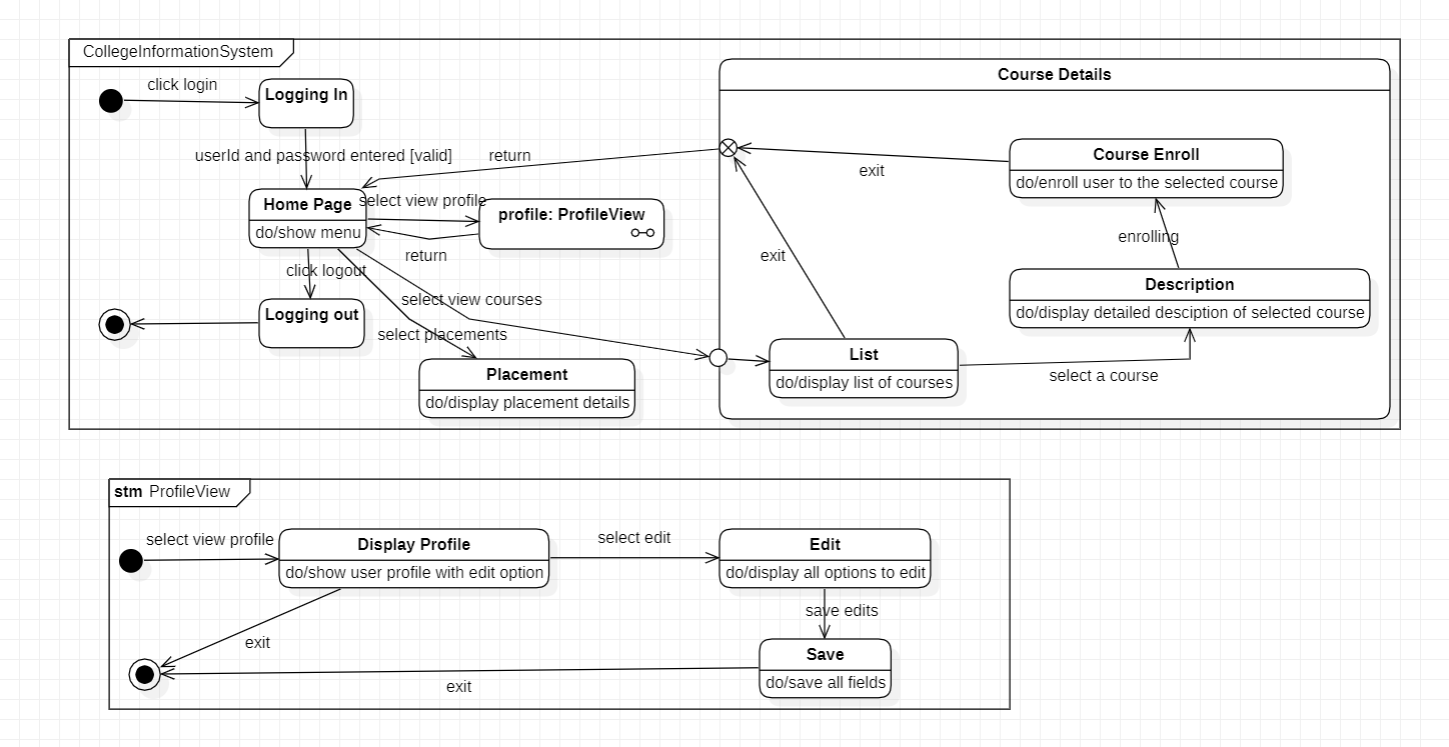 CollegeInformationSystem
click login
Logging In
userId and password entered [valid]
return
Home Page
do/show menu
select view profile
profile: ProfileView
return
click logout
Logging out
select view courses
select placements
Placement
do/display placement details
Course Details
Course Enroll
do/enroll user to the selected course
exit
enrolling
exit
Description
do/display detailed desciption of selected course
List
do/display list of courses
select a course
stm ProfileView
select view profile
Display Profile
do/show user profile with edit option
select edit
Edit
do/display all options to edit
save edits
Save
do/save all fields
exit
exit